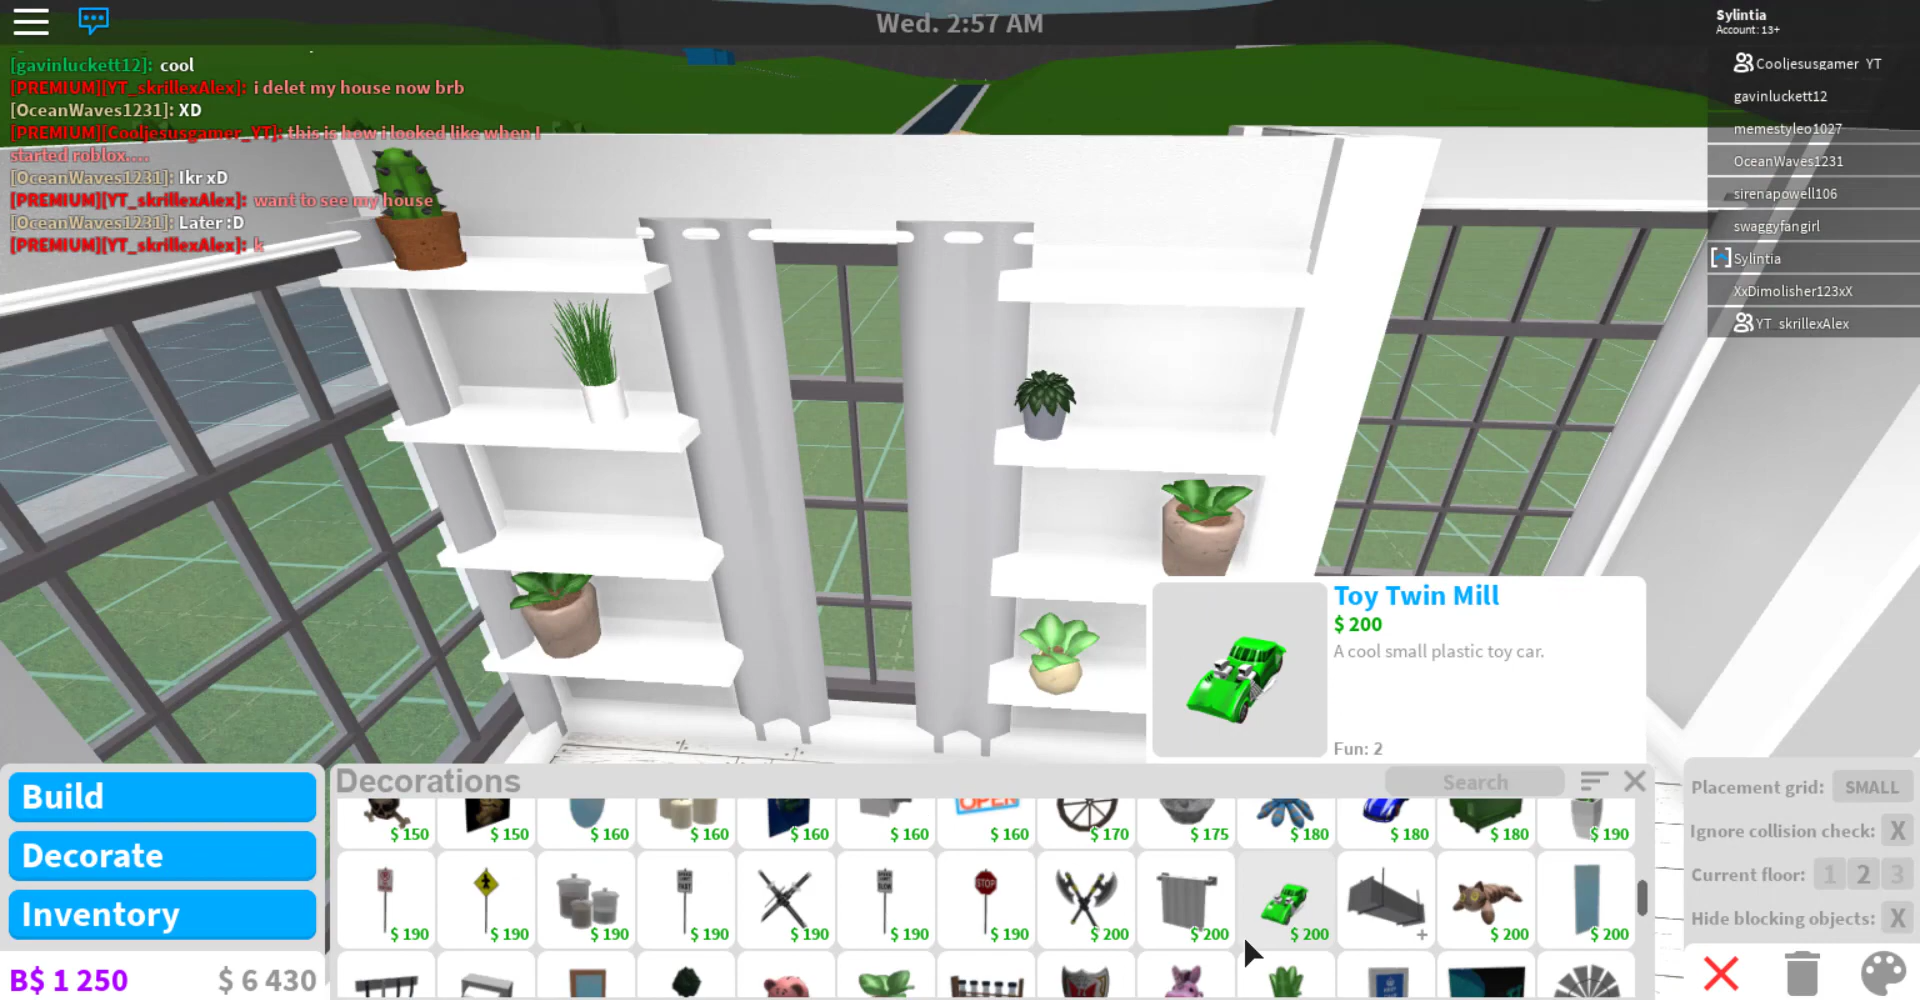 Wed. 2:57 AM
Sylintia
Account: 13+
[gavinluckett12]: cool
[PREMIUM][YT_skrillexAlex]: i delet my house now brb
[OceanWaves1231]: XD
[PREMIUM][Cooljesusgamer_YT]: this is how i looked like when I
started roblox....
[OceanWaves1231]: Ikr xD
[PREMIUM][YT_skrillexAlex]: want to see my house
[OceanWaves1231]: Later :D
[PREMIUM][YT_skrillexAlex]: k
Cooljesusgamer_YT
gavinluckett12
memestyleo1027
OceanWaves1231
sirenapowell106
swaggyfangirl
Sylintia
XxDimolisher123xX
YT_skrillexAlex
Toy Twin Mill
$ 200
A cool small plastic toy car.
Fun: 2
Build
Decorate
Inventory
B$ 1 250
$ 6 430
Decorations
Search
OPEN
$ 150 $ 150 $ 160 $ 160 $ 160 $ 160 $ 160 $ 170 $ 175 $ 180 $ 180 $ 180 $ 190
STOP
$ 190 $ 190 $ 190 $ 190 $ 190 $ 190 $ 190 $ 200 $ 200 $ 200 + $ 200 $ 200
Placement grid: SMALL
Ignore collision check: X
Current floor: 1 2 3
Hide blocking objects: X